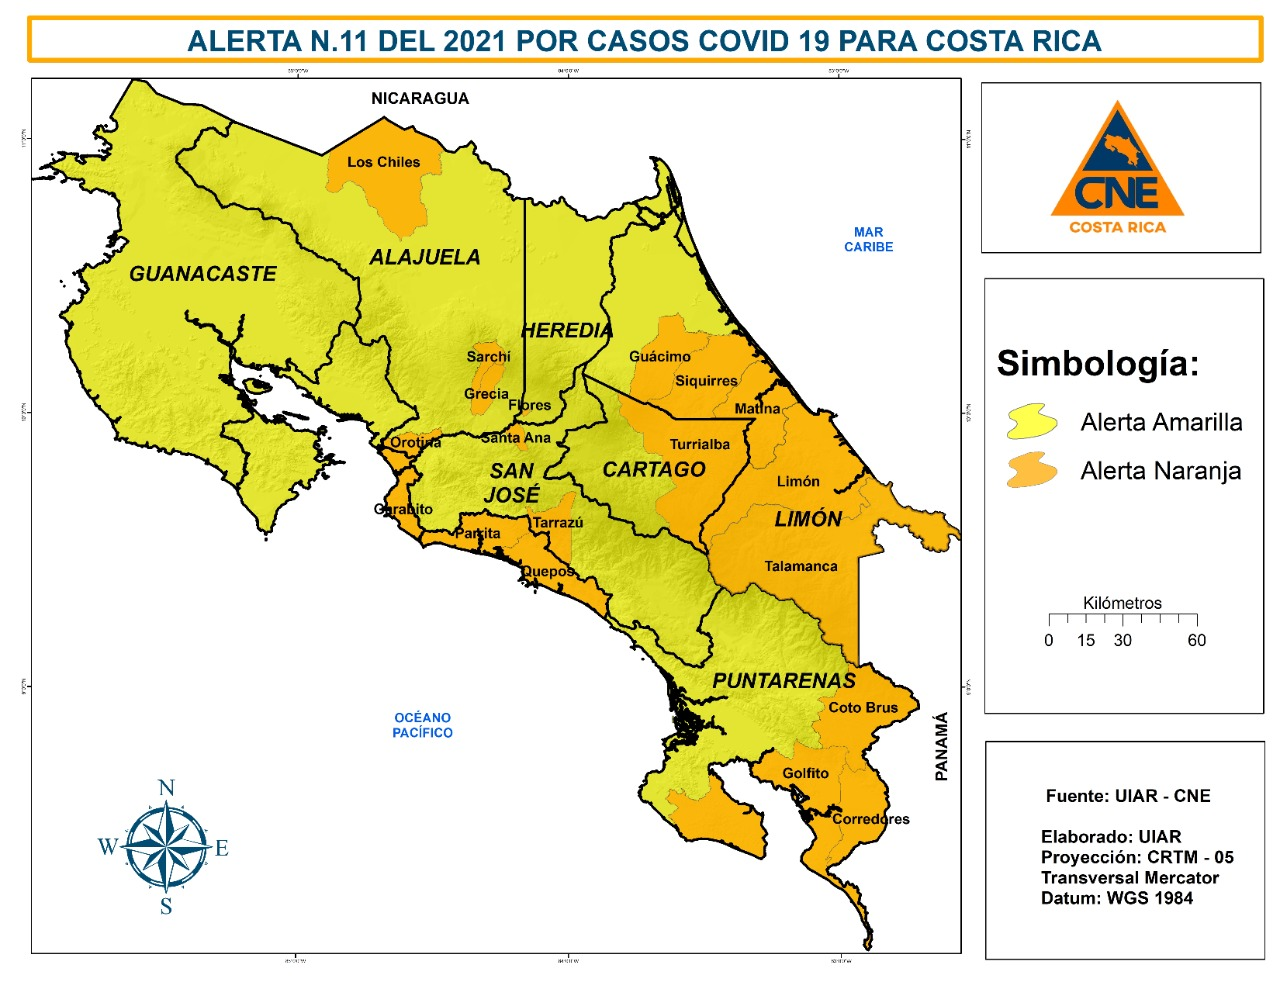 ALERTA N.11 DEL 2021 POR CASOS COVID 19 PARA COSTA RICA
NICARAGUA
Los Chiles
MAR
CARIBE
ALAJUELA
GUANACASTE
HEREDIA
Sarchí
Guácimo
Siquirres
Grecia
Flores
Matina
Orotina
Santa Ana
Turrialba
SAN
JOSÉ
CARTAGO
Limón
Garabito
LIMÓN
Parrita
Tarrazú
Quepos
Talamanca
PUNTARENAS
Coto Brus
OCÉANO
PACÍFICO
PANAMÁ
Golfito
Corredores
N
W
E
S
CNE
COSTA RICA
Simbología:
Alerta Amarilla
Alerta Naranja
Kilómetros
0 15 30 60
Fuente: UIAR - CNE
Elaborado: UIAR
Proyección: CRTM - 05
Transversal Mercator
Datum: WGS 1984